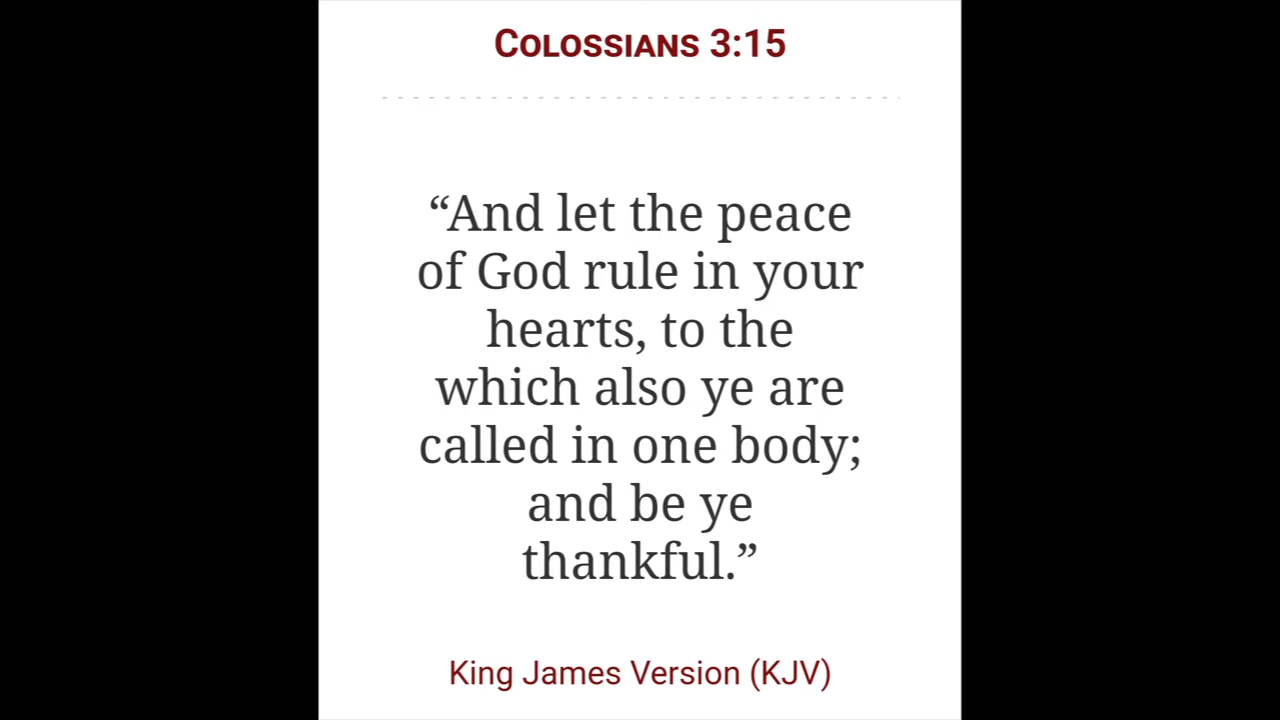 Colossians 3:15
“And let the peace
of God rule in your
hearts, to the
which also ye are
called in one body;
and be ye
thankful.”
King James Version (KJV)